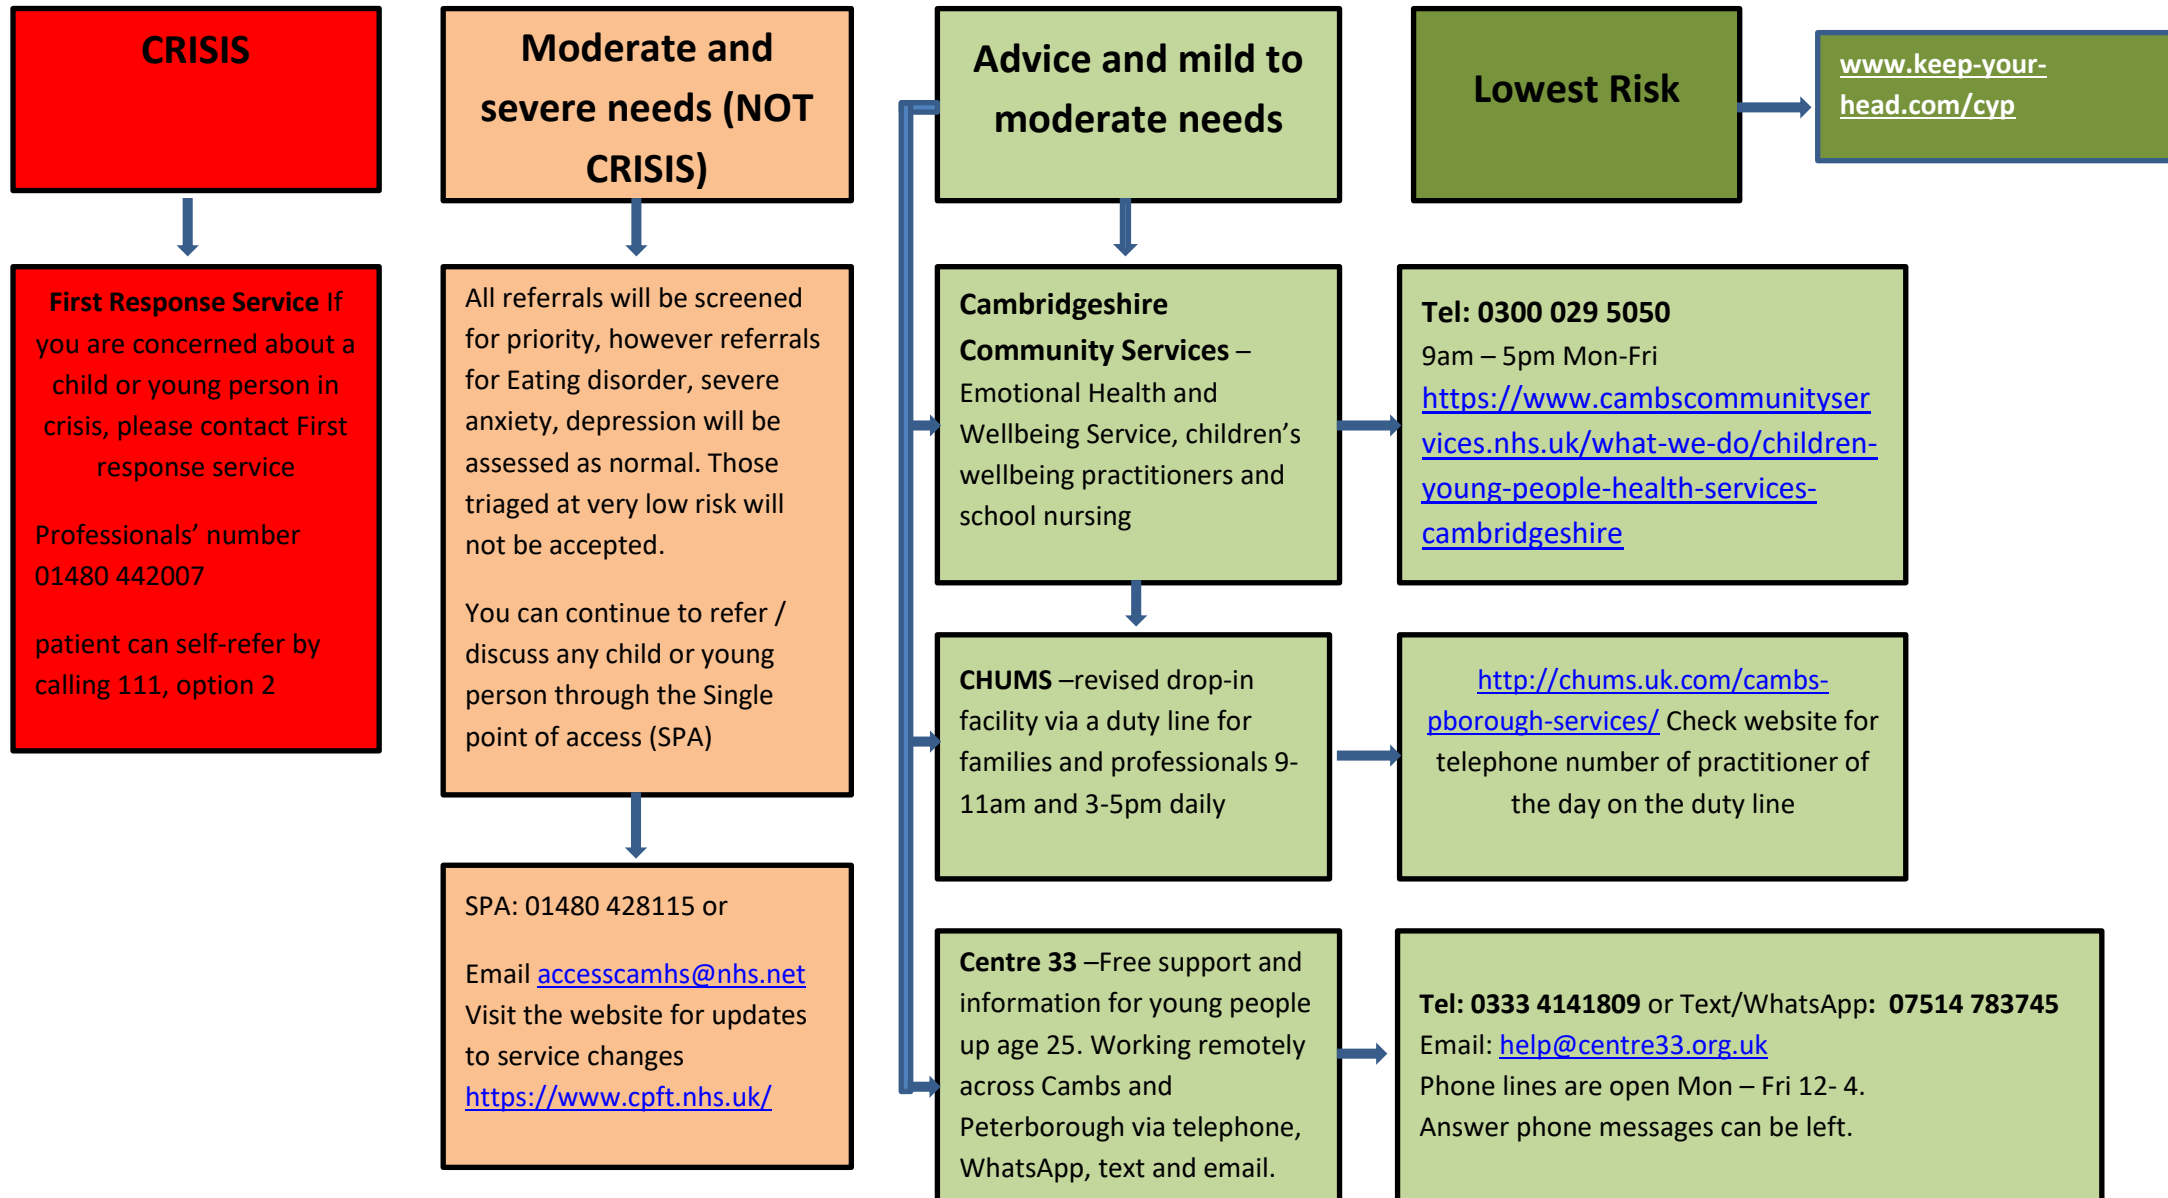 CRISIS
First Response Service If
you are concerned about a
child or young person in
crisis, please contact First
response service
Professionals’ number
01480 442007
patient can self-refer by
calling 111, option 2
Moderate and
severe needs (NOT
CRISIS)
All referrals will be screened
for priority, however referrals
for Eating disorder, severe
anxiety, depression will be
assessed as normal. Those
triaged at very low risk will
not be accepted.
You can continue to refer /
discuss any child or young
person through the Single
point of access (SPA)
SPA: 01480 428115 or
Email accesscamhs@nhs.net
Visit the website for updates
to service changes
https://www.cpft.nhs.uk/
Advice and mild to
moderate needs
Cambridgeshire
Community Services –
Emotional Health and
Wellbeing Service, children’s
wellbeing practitioners and
school nursing
Tel: 0300 029 5050
9am – 5pm Mon-Fri
https://www.cambscommunityser
vices.nhs.uk/what-we-do/children-
young-people-health-services-
cambridgeshire
CHUMS –revised drop-in
facility via a duty line for
families and professionals 9-
11am and 3-5pm daily
http://chums.uk.com/cambs-
pborough-services/ Check website for
telephone number of practitioner of
the day on the duty line
Centre 33 –Free support and
information for young people
up age 25. Working remotely
across Cambs and
Peterborough via telephone,
WhatsApp, text and email.
Tel: 0333 4141809 or Text/WhatsApp: 07514 783745
Email: help@centre33.org.uk
Phone lines are open Mon – Fri 12- 4.
Answer phone messages can be left.
Lowest Risk
www.keep-your-
head.com/cyp